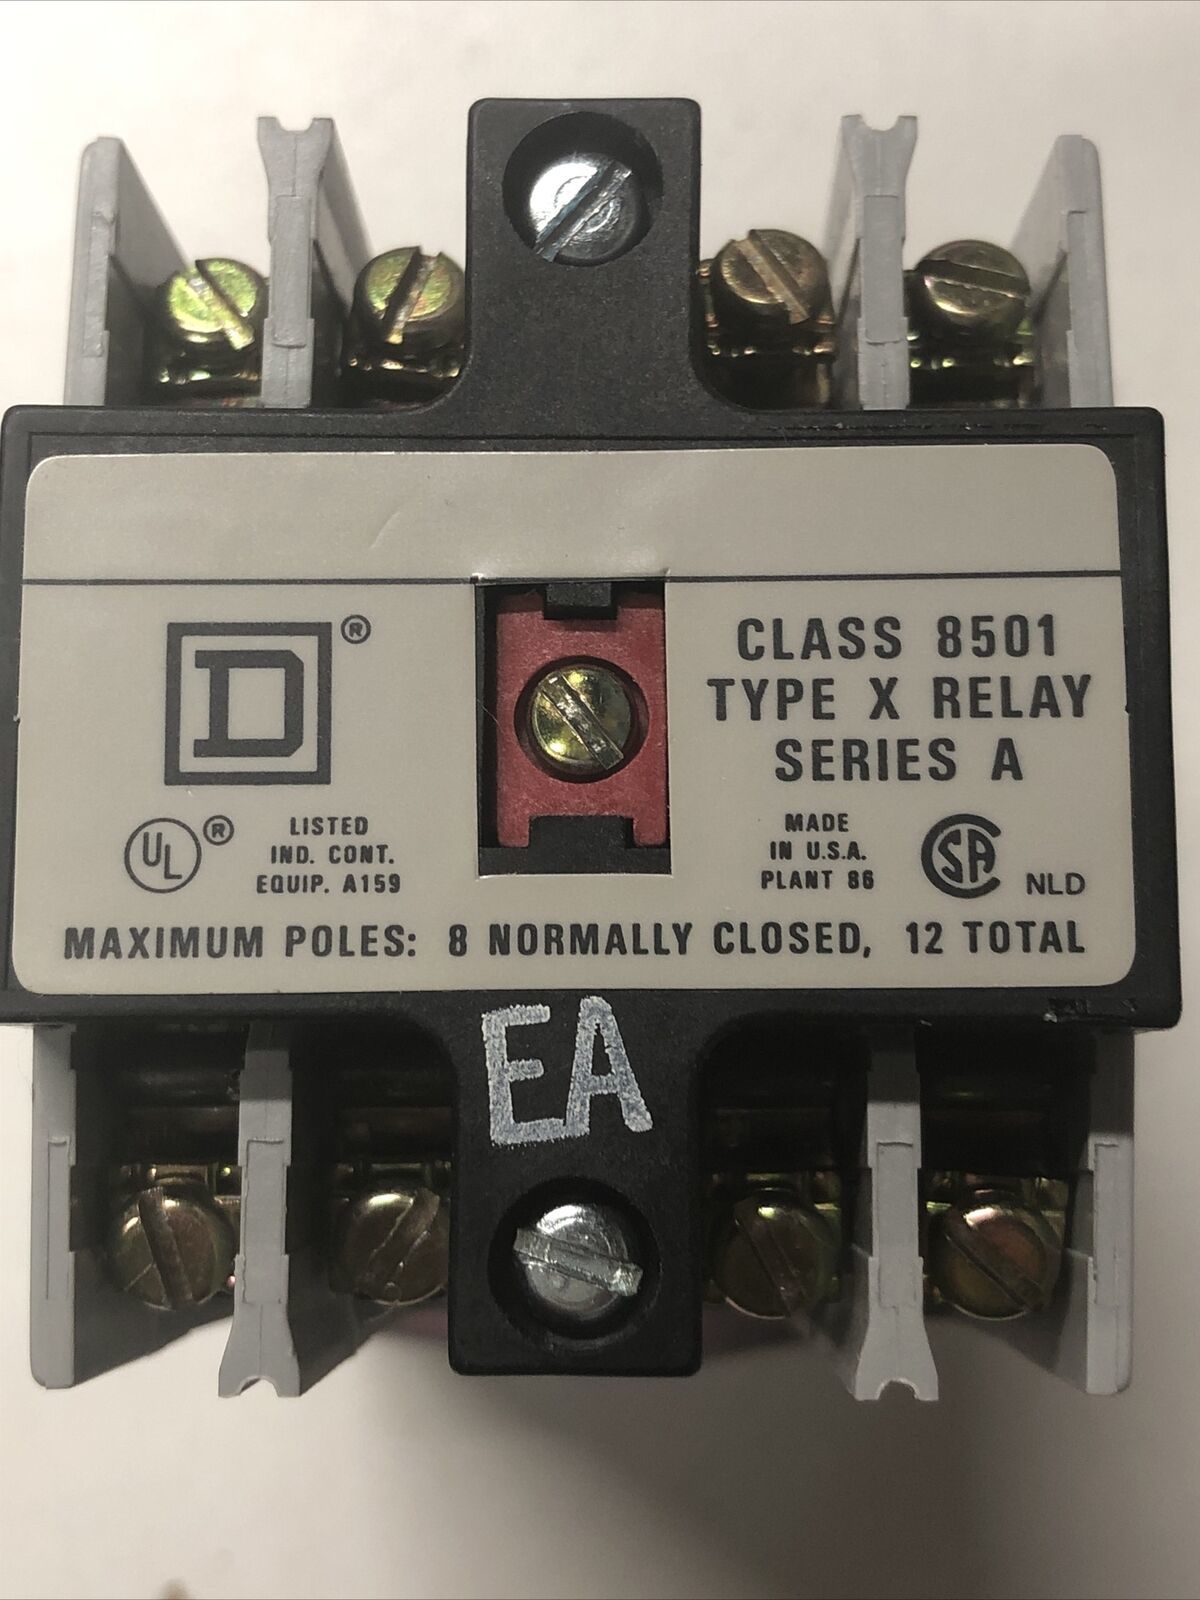 D ®
CLASS 8501
TYPE X RELAY
SERIES A
UL ®
LISTED
IND. CONT.
EQUIP. A159
MADE
IN U.S.A.
PLANT 86
SA NLD
MAXIMUM POLES: 8 NORMALLY CLOSED, 12 TOTAL
EA